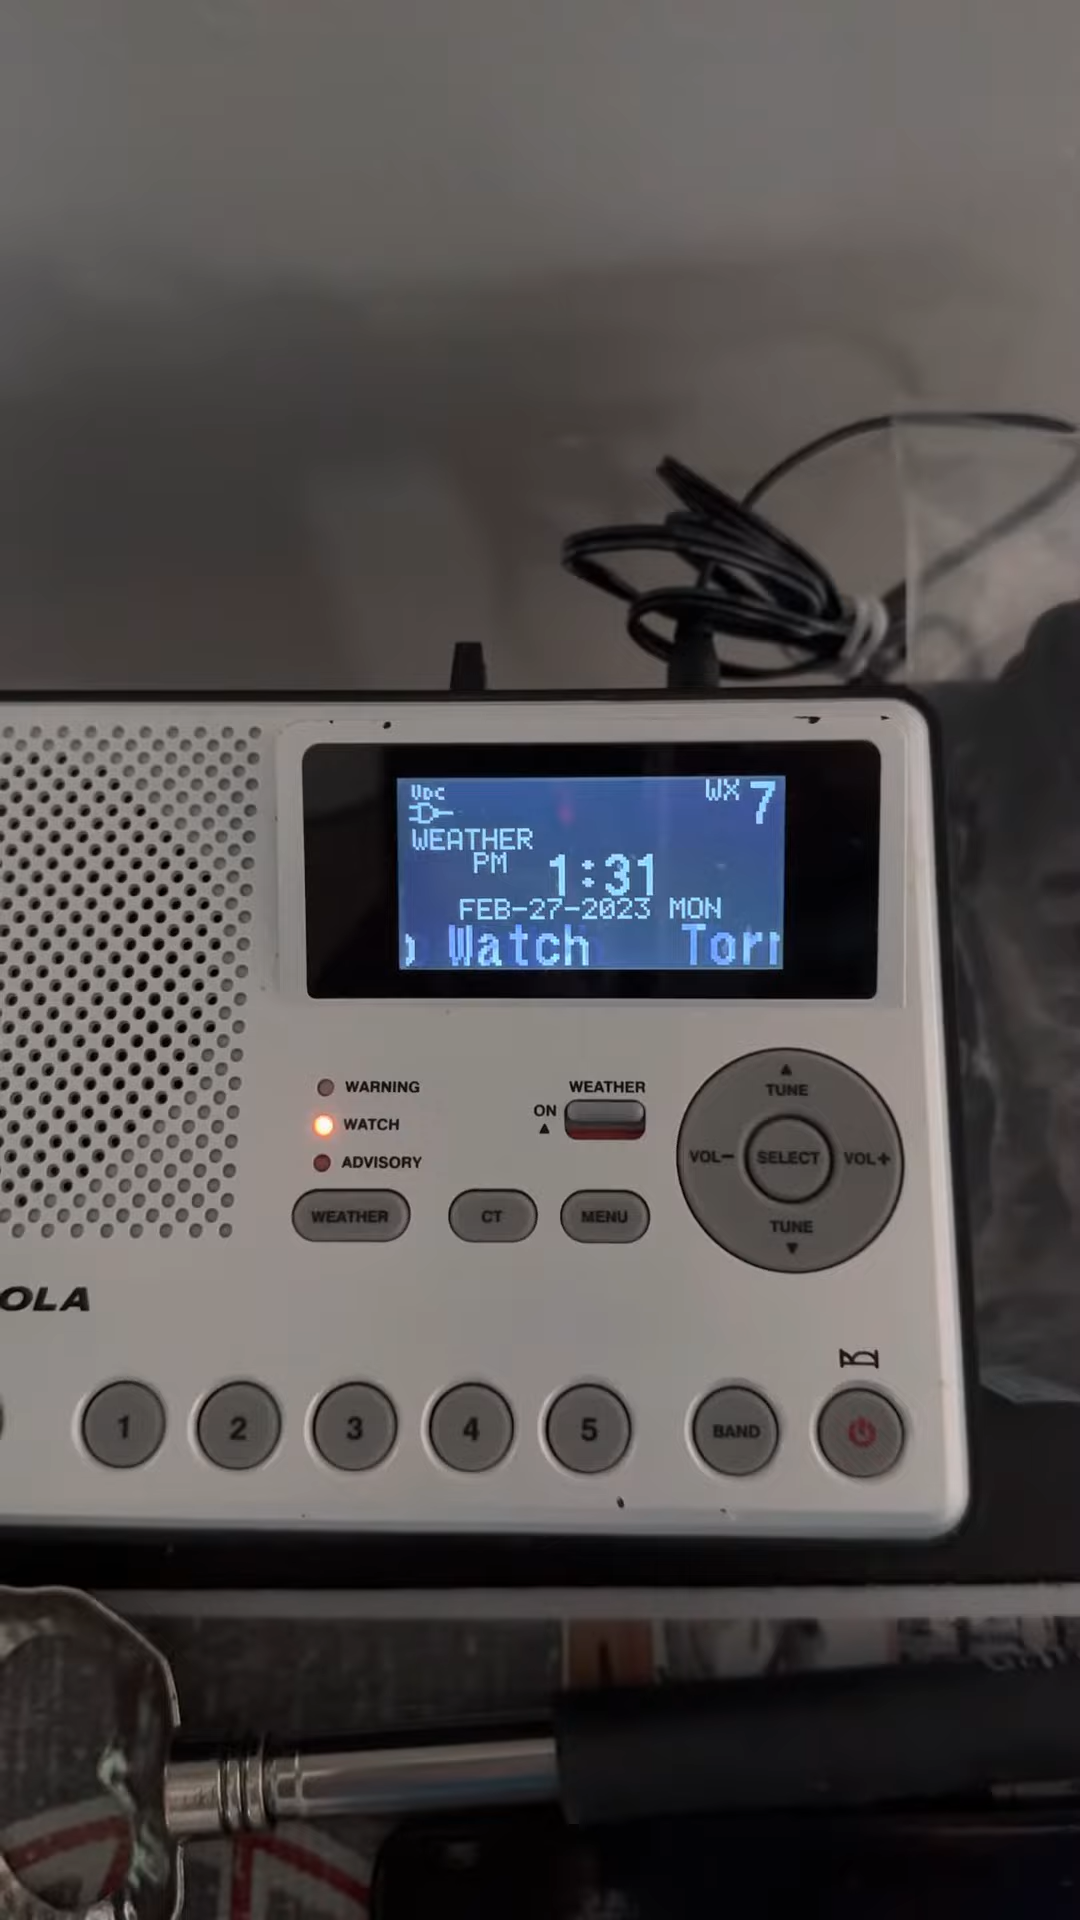 Vdc
WX 7
WEATHER
PM 1:31
FEB-27-2023 MON
Watch Torn
WARNING
WATCH
ADVISORY
WEATHER
ON
TUNE
VOL–
SELECT
VOL+
TUNE
WEATHER
CT
MENU
OLA
1
2
3
4
5
BAND